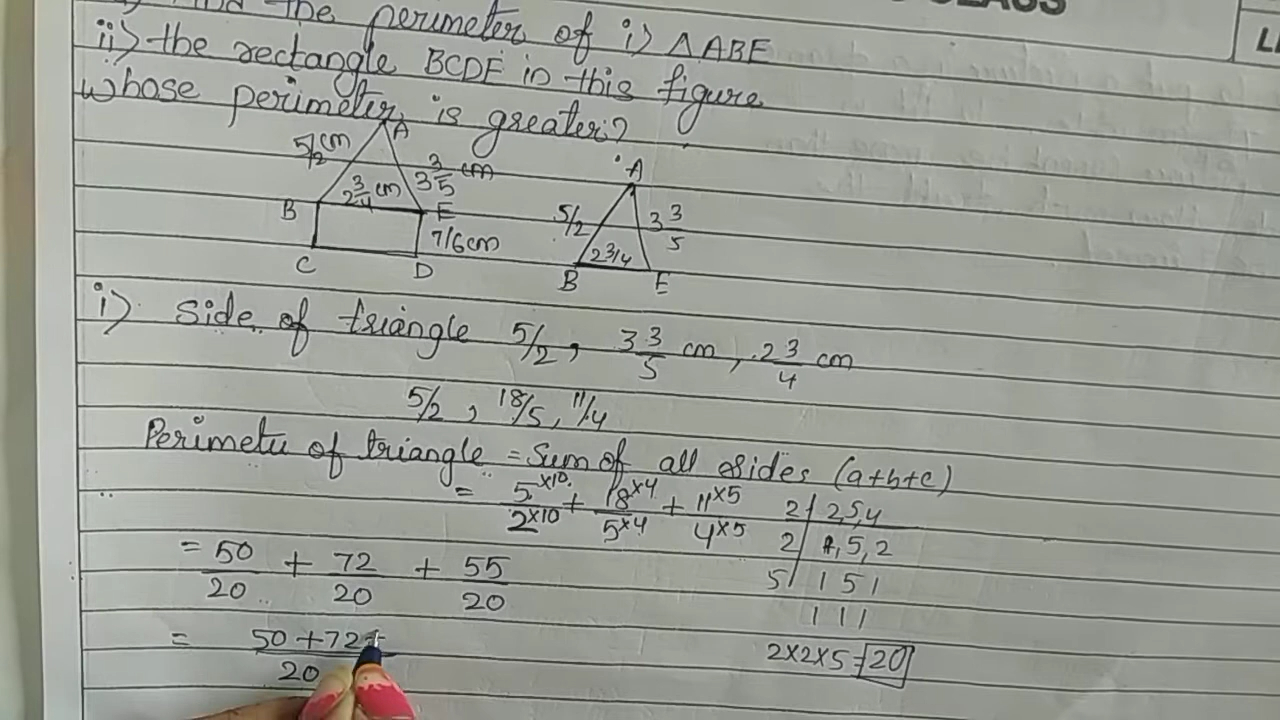 the perimeter of i) △ABE
ii) the rectangle BCDE in this figure
whose perimeter is greater?
A
5/2 cm
3 3/5 cm
2 3/4 cm
B E
7/6 cm
C D
A
5/2 3 3/5
2 3/4
B E
i) Side of triangle 5/2, 3 3/5 cm, 2 3/4 cm
5/2, 18/5, 11/4
Perimetu of triangle = Sum of all sides (a+b+c)
= 5×10/2×10 + 18×4/5×4 + 11×5/4×5
= 50/20 + 72/20 + 55/20
= 50+72+/20
2 2,5,4
2 1,5,2
5 1 5 1
1 1 1
2×2×5=20